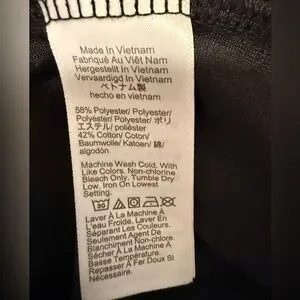 Made In Vietnam
Fabriqué Au Viêt Nam
Hergestellt in Vietnam
Vervaardigd in Vietnam
ベトナム製
hecho en vietnam
58% Polyester/ Polyester/
Polyester/ Polyester/ ポリ
エステル/ poliéster
42% Cotton/ Coton/
Baumwolle/ Katoen/ 綿/
algodón
Machine Wash Cold, With
Like Colors. Non-chlorine
Bleach Only. Tumble Dry
Low. Iron On Lowest
Setting.
30
Laver À La Machine À
L'eau Froide, Laver En
Séparant Les Couleurs.
Seulement Agent De
Blanchiment Non-Chlore.
Sécher À La Machine À
Basse Température.
Repasser À Fer Doux Si
Nécessaire.